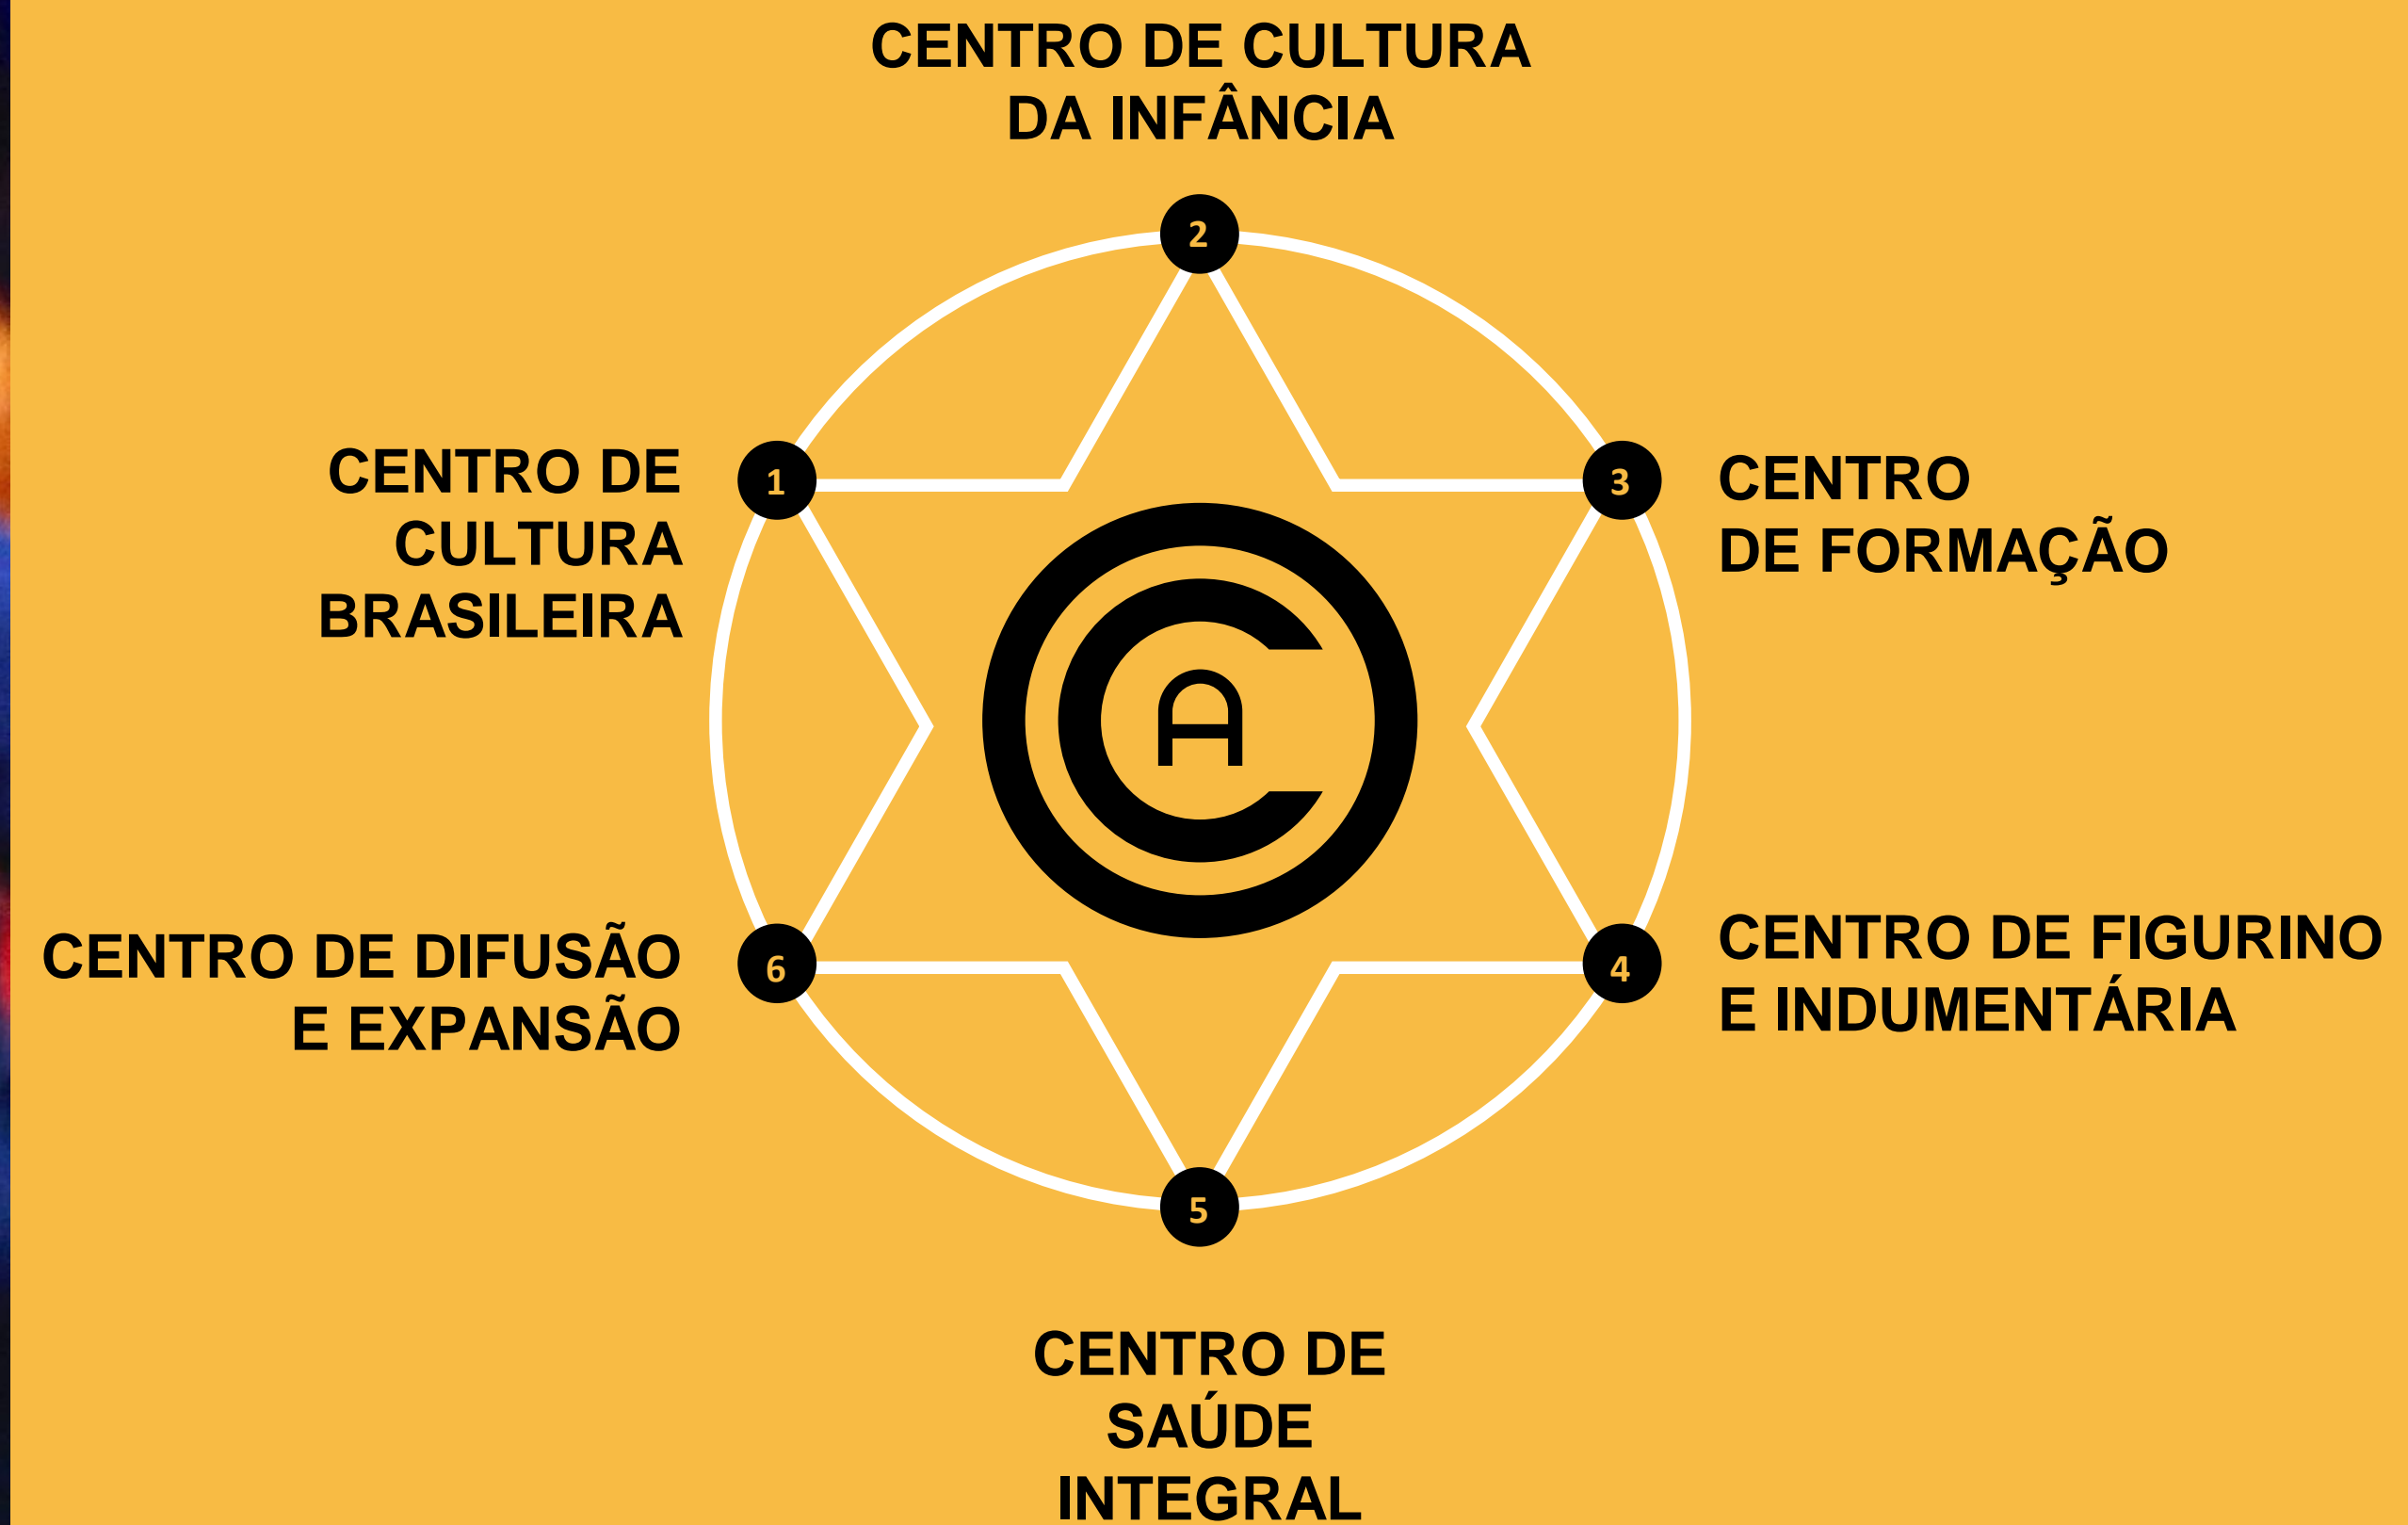 CENTRO DE CULTURA
DA INFÂNCIA
2
CENTRO DE
CULTURA
BRASILEIRA
1
3
CENTRO
DE FORMAÇÃO
C
A
CENTRO DE DIFUSÃO
E EXPANSÃO
6
4
CENTRO DE FIGURINO
E INDUMENTÁRIA
5
CENTRO DE
SAÚDE
INTEGRAL